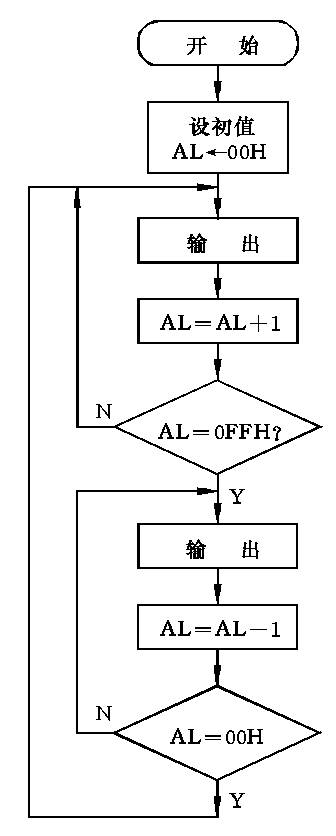 开 始
设初值
AL←00H
输 出
AL=AL+1
AL=0FFH?
N
Y
输 出
AL=AL-1
AL=00H
N
Y